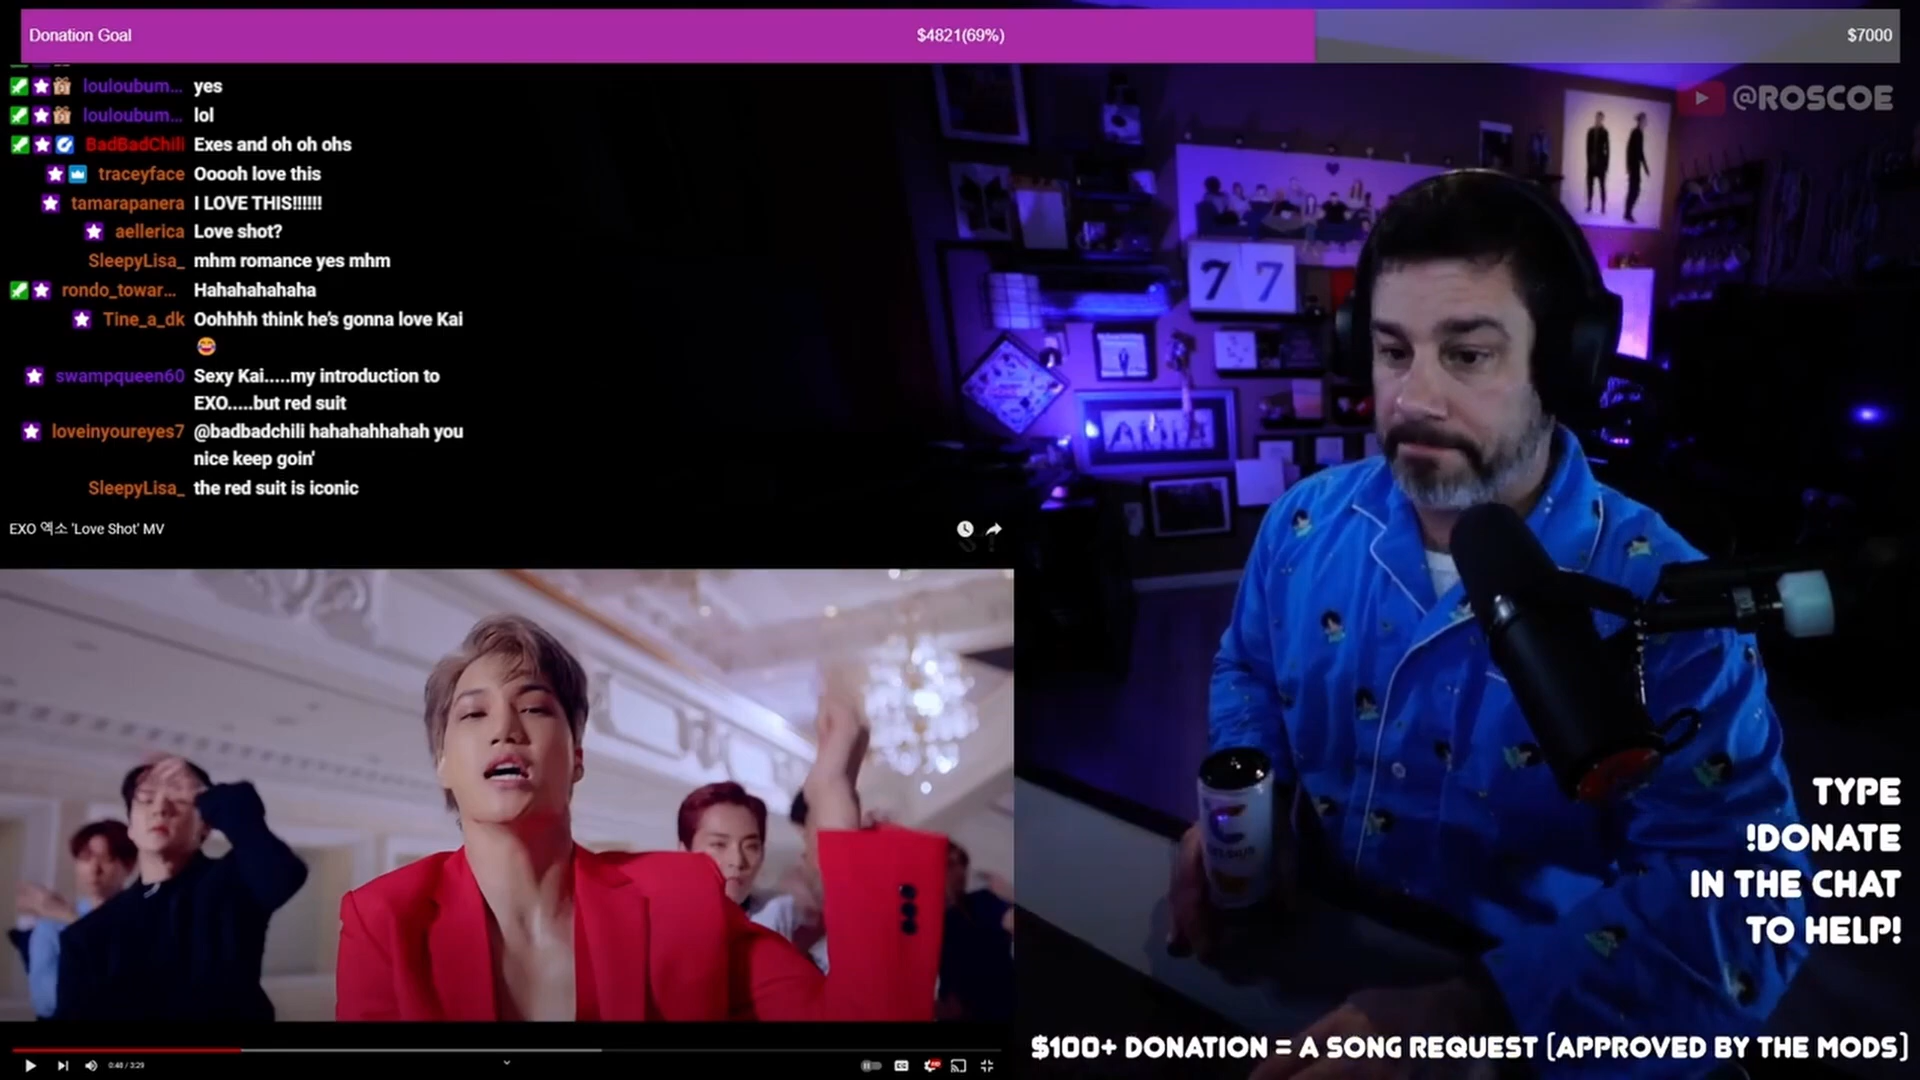 Donation Goal $4821(69%) $7000
@ROSCOE
louloubum... yes
louloubum... lol
BadBadChili Exes and oh oh ohs
traceyface Ooooh love this
tamarapanera I LOVE THIS!!!!!!
aellerica Love shot?
SleepyLisa_ mhm romance yes mhm
rondo_towar... Hahahahahaha
Tine_a_dk Oohhhh think he's gonna love Kai
😂
swampqueen60 Sexy Kai.....my introduction to
EXO.....but red suit
loveinyoureyes7 @badbadchili hahahahhahah you
nice keep goin'
SleepyLisa_ the red suit is iconic
EXO 엑소 'Love Shot' MV
77
TYPE
!DONATE
IN THE CHAT
TO HELP!
$100+ DONATION = A SONG REQUEST (APPROVED BY THE MODS)
0:48 / 3:29